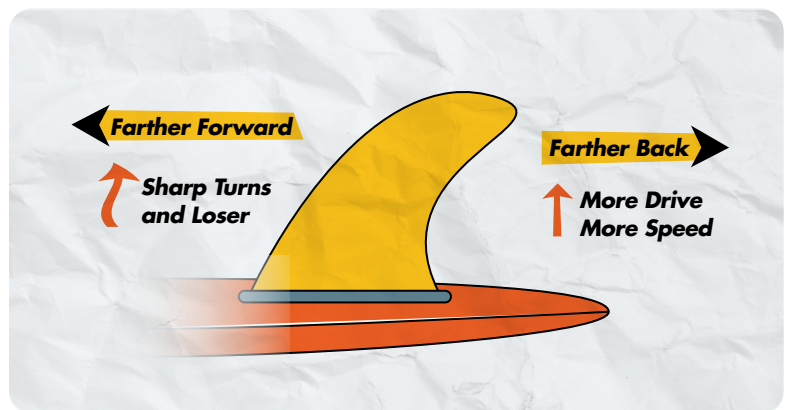 Farther Forward
Sharp Turns
and Loser
Farther Back
More Drive
More Speed